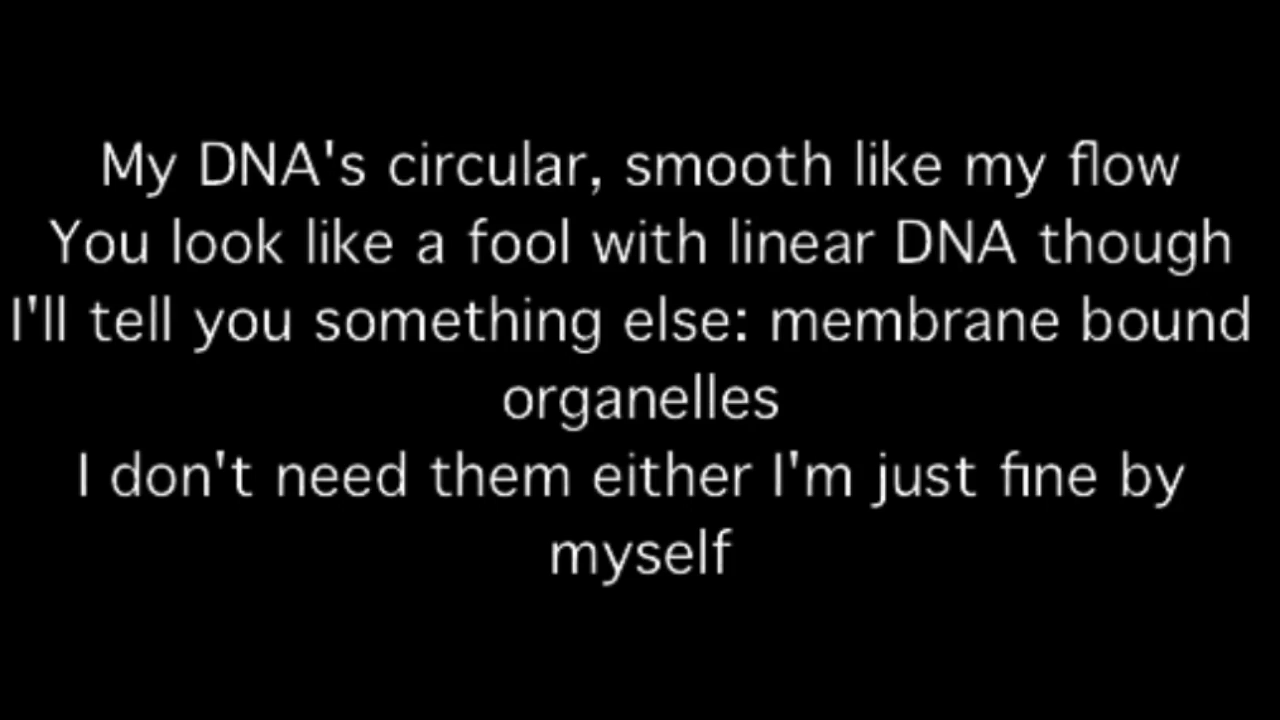 My DNA's circular, smooth like my flow
You look like a fool with linear DNA though
I'll tell you something else: membrane bound
organelles
I don't need them either I'm just fine by
myself